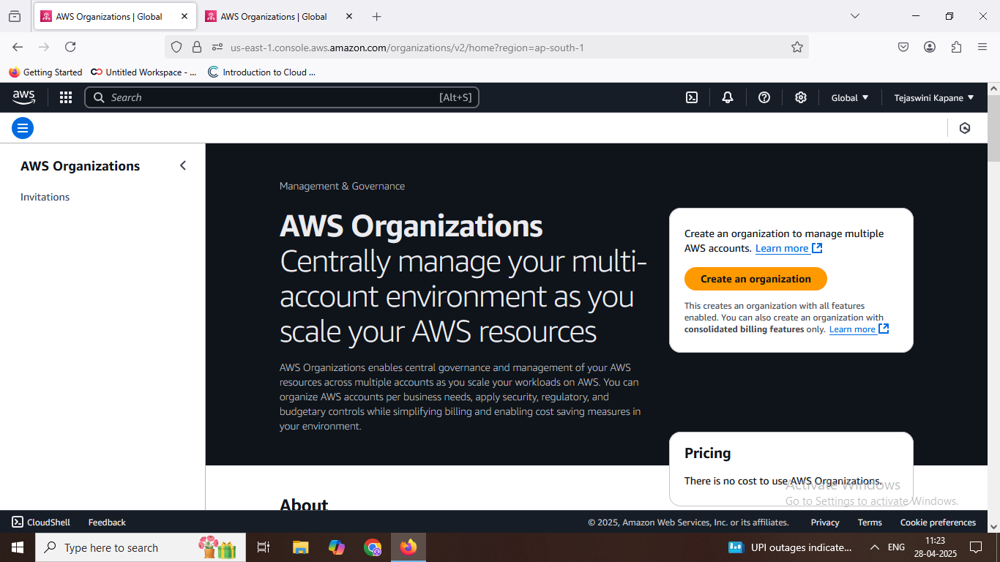 AWS Organizations | Global
AWS Organizations | Global
us-east-1.console.aws.amazon.com/organizations/v2/home?region=ap-south-1
Getting Started
Untitled Workspace - ...
Introduction to Cloud ...
aws
Search
[Alt+S]
Global
Tejaswini Kapane
AWS Organizations
Invitations
Management & Governance
AWS Organizations
Centrally manage your multi-
account environment as you
scale your AWS resources
AWS Organizations enables central governance and management of your AWS
resources across multiple accounts as you scale your workloads on AWS. You can
organize AWS accounts per business needs, apply security, regulatory, and
budgetary controls while simplifying billing and enabling cost saving measures in
your environment.
Create an organization to manage multiple
AWS accounts. Learn more
Create an organization
This creates an organization with all features
enabled. You can also create an organization with
consolidated billing features only. Learn more
Pricing
There is no cost to use AWS Organizations.
Activate Windows
Go to Settings to activate Windows.
About
CloudShell
Feedback
© 2025, Amazon Web Services, Inc. or its affiliates.
Privacy
Terms
Cookie preferences
Type here to search
UPI outages indicate...
ENG
11:23
28-04-2025